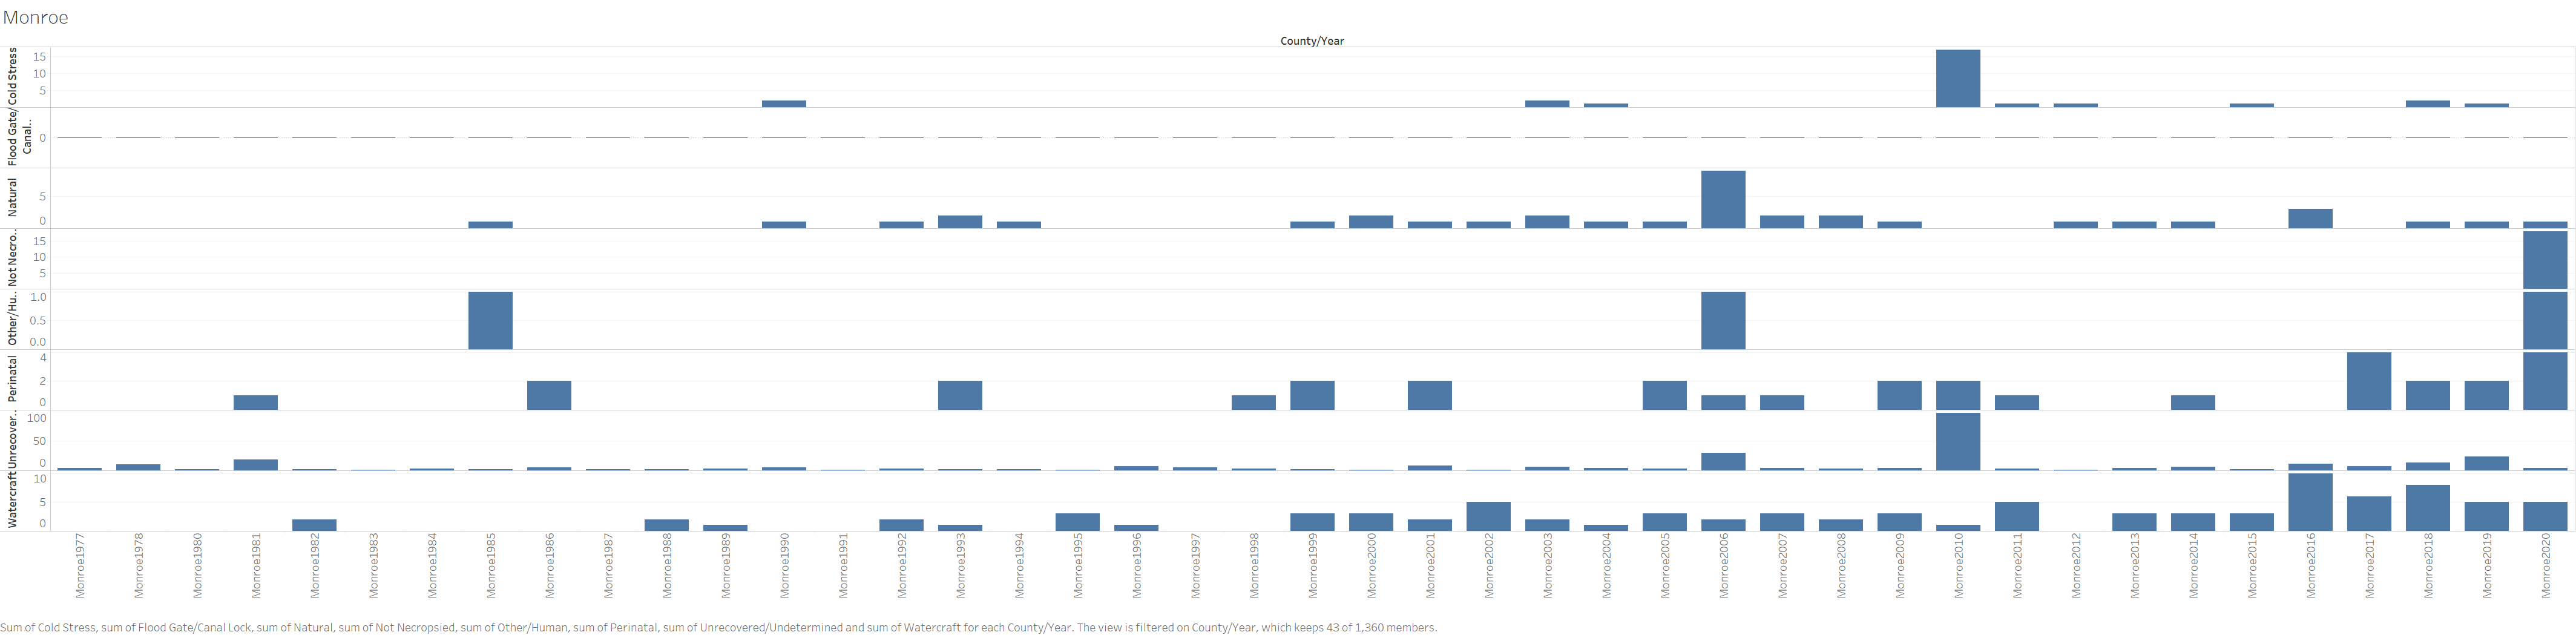 Monroe
County/Year
Cold Stress
15
10
5
Flood Gate/
Canal..
0
Natural
5
0
Not Necro..
15
10
5
Other/Hu..
1.0
0.5
0.0
Perinatal
4
2
0
Unrecover..
100
50
0
Watercraft
10
5
0
Monroe1977
Monroe1978
Monroe1980
Monroe1981
Monroe1982
Monroe1983
Monroe1984
Monroe1985
Monroe1986
Monroe1987
Monroe1988
Monroe1989
Monroe1990
Monroe1991
Monroe1992
Monroe1993
Monroe1994
Monroe1995
Monroe1996
Monroe1997
Monroe1998
Monroe1999
Monroe2000
Monroe2001
Monroe2002
Monroe2003
Monroe2004
Monroe2005
Monroe2006
Monroe2007
Monroe2008
Monroe2009
Monroe2010
Monroe2011
Monroe2012
Monroe2013
Monroe2014
Monroe2015
Monroe2016
Monroe2017
Monroe2018
Monroe2019
Monroe2020
Sum of Cold Stress, sum of Flood Gate/Canal Lock, sum of Natural, sum of Not Necropsied, sum of Other/Human, sum of Perinatal, sum of Unrecovered/Undetermined and sum of Watercraft for each County/Year. The view is filtered on County/Year, which keeps 43 of 1,360 members.